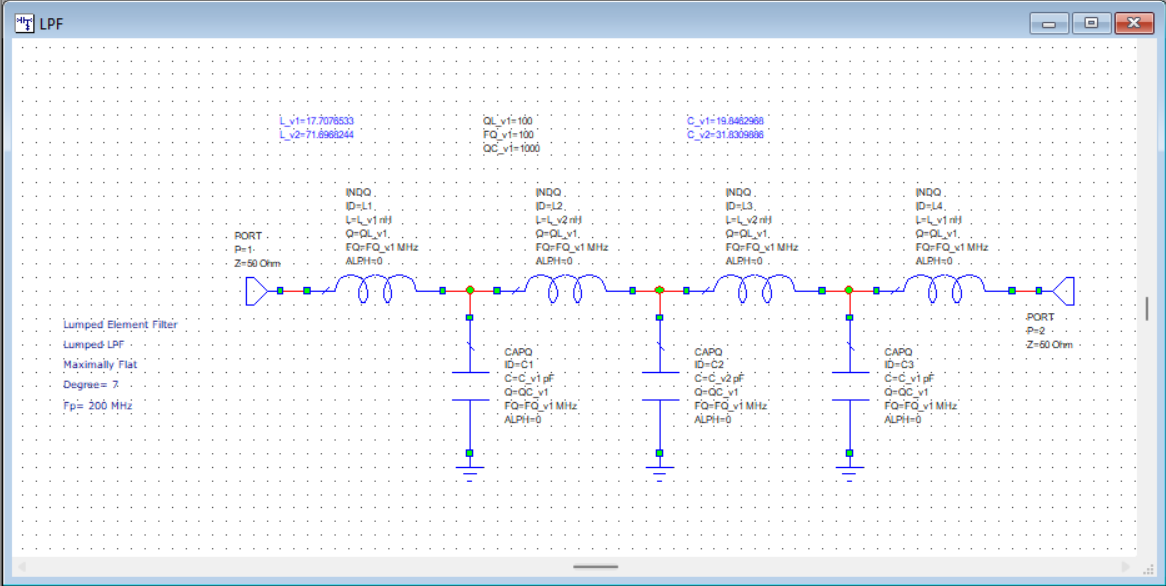 LPF
L_v1=17.7076533
L_v2=71.6968244
QL_v1=100
FQ_v1=100
QC_v1=1000
C_v1=19.8462968
C_v2=31.8309886
INDQ
ID=L1
L=L_v1 nH
Q=QL_v1
FQ=FQ_v1 MHz
ALPH=0
INDQ
ID=L2
L=L_v2 nH
Q=QL_v1
FQ=FQ_v1 MHz
ALPH=0
INDQ
ID=L3
L=L_v2 nH
Q=QL_v1
FQ=FQ_v1 MHz
ALPH=0
INDQ
ID=L4
L=L_v1 nH
Q=QL_v1
FQ=FQ_v1 MHz
ALPH=0
PORT
P=1
Z=50 Ohm
PORT
P=2
Z=50 Ohm
Lumped Element Filter
Lumped LPF
Maximally Flat
Degree= 7
Fp= 200 MHz
CAPQ
ID=C1
C=C_v1 pF
Q=QC_v1
FQ=FQ_v1 MHz
ALPH=0
CAPQ
ID=C2
C=C_v2 pF
Q=QC_v1
FQ=FQ_v1 MHz
ALPH=0
CAPQ
ID=C3
C=C_v1 pF
Q=QC_v1
FQ=FQ_v1 MHz
ALPH=0